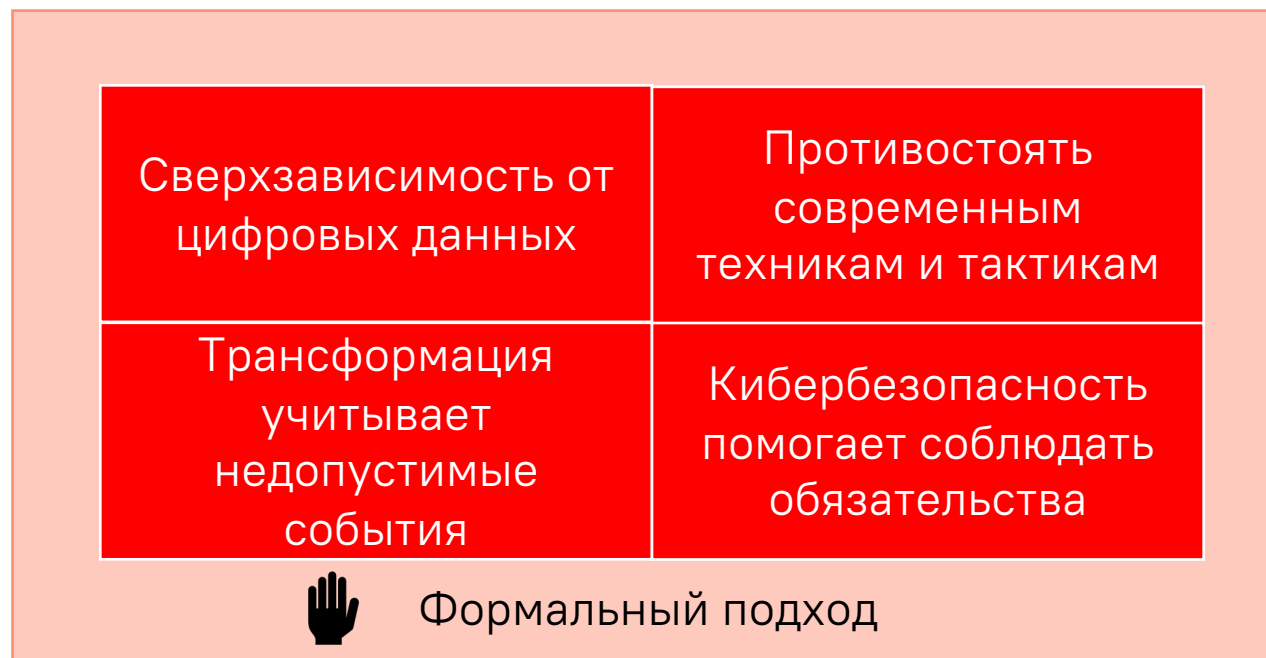 Сверхзависимость от
цифровых данных
Противостоять
современным
техникам и тактикам
Трансформация
учитывает
недопустимые
события
Кибербезопасность
помогает соблюдать
обязательства
Формальный подход